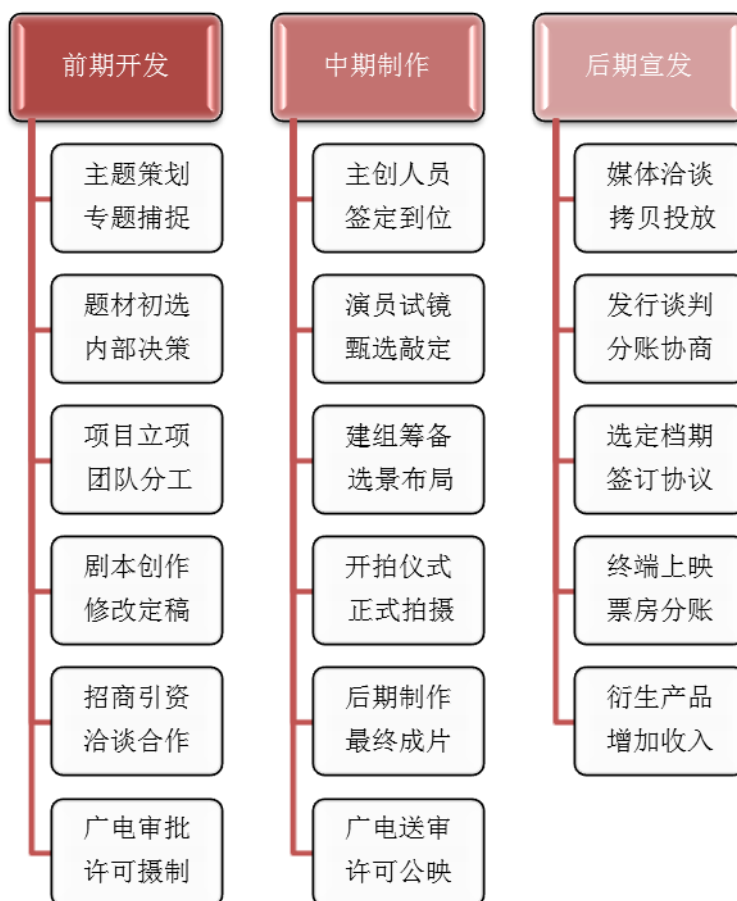 前期开发
主题策划
专题捕捉
题材初选
内部决策
项目立项
团队分工
剧本创作
修改定稿
招商引资
洽谈合作
广电审批
许可摄制
中期制作
主创人员
签定到位
演员试镜
甄选敲定
建组筹备
选景布局
开拍仪式
正式拍摄
后期制作
最终成片
广电送审
许可公映
后期宣发
媒体洽谈
拷贝投放
发行谈判
分账协商
选定档期
签订协议
终端上映
票房分账
衍生产品
增加收入